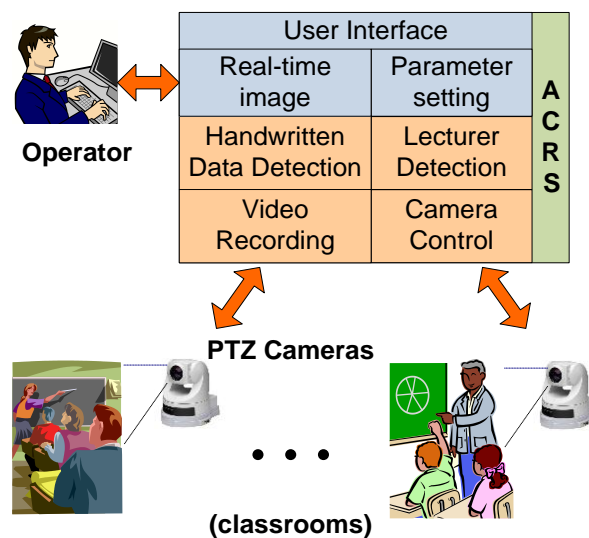 User Interface
Real-time
image
Parameter
setting
A
C
R
S
Operator
Handwritten
Data Detection
Lecturer
Detection
Video
Recording
Camera
Control
PTZ Cameras
(classrooms)